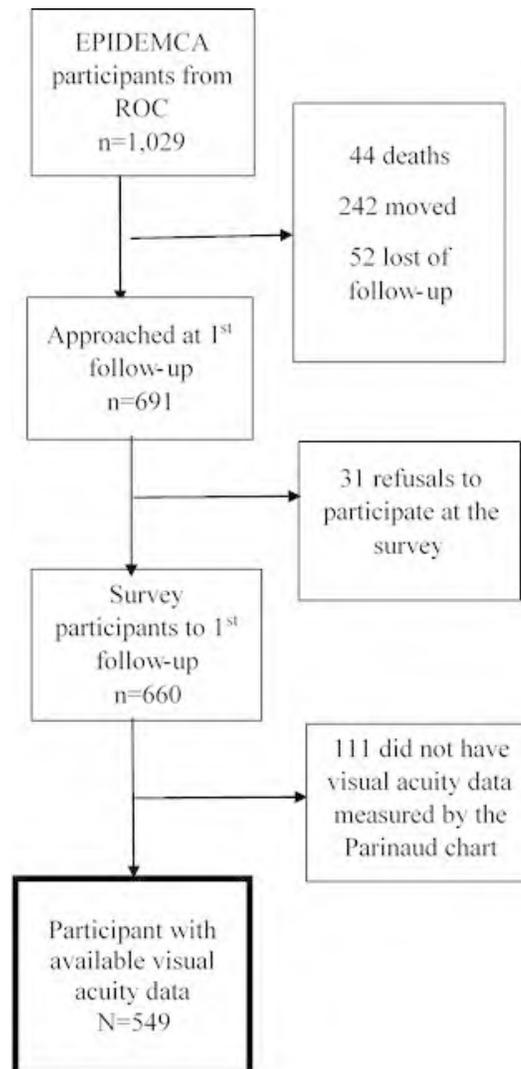 EPIDEMCA
participants from
ROC
n=1,029
44 deaths
242 moved
52 lost of
follow-up
Approached at 1st
follow-up
n=691
31 refusals to
participate at the
survey
Survey
participants to 1st
follow-up
n=660
111 did not have
visual acuity data
measured by the
Parinaud chart
Participant with
available visual
acuity data
N=549